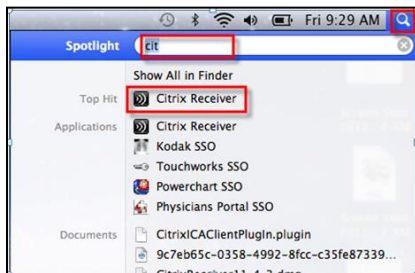 Fri 9:29 AM
Spotlight cit
Show All in Finder
Top Hit Citrix Receiver
Applications Citrix Receiver
Kodak SSO
Touchworks SSO
Powerchart SSO
Physicians Portal SSO
Documents CitrixICAClientPlugIn.plugin
9c7eb65c-0358-4992-8fcc-c35fe87339...